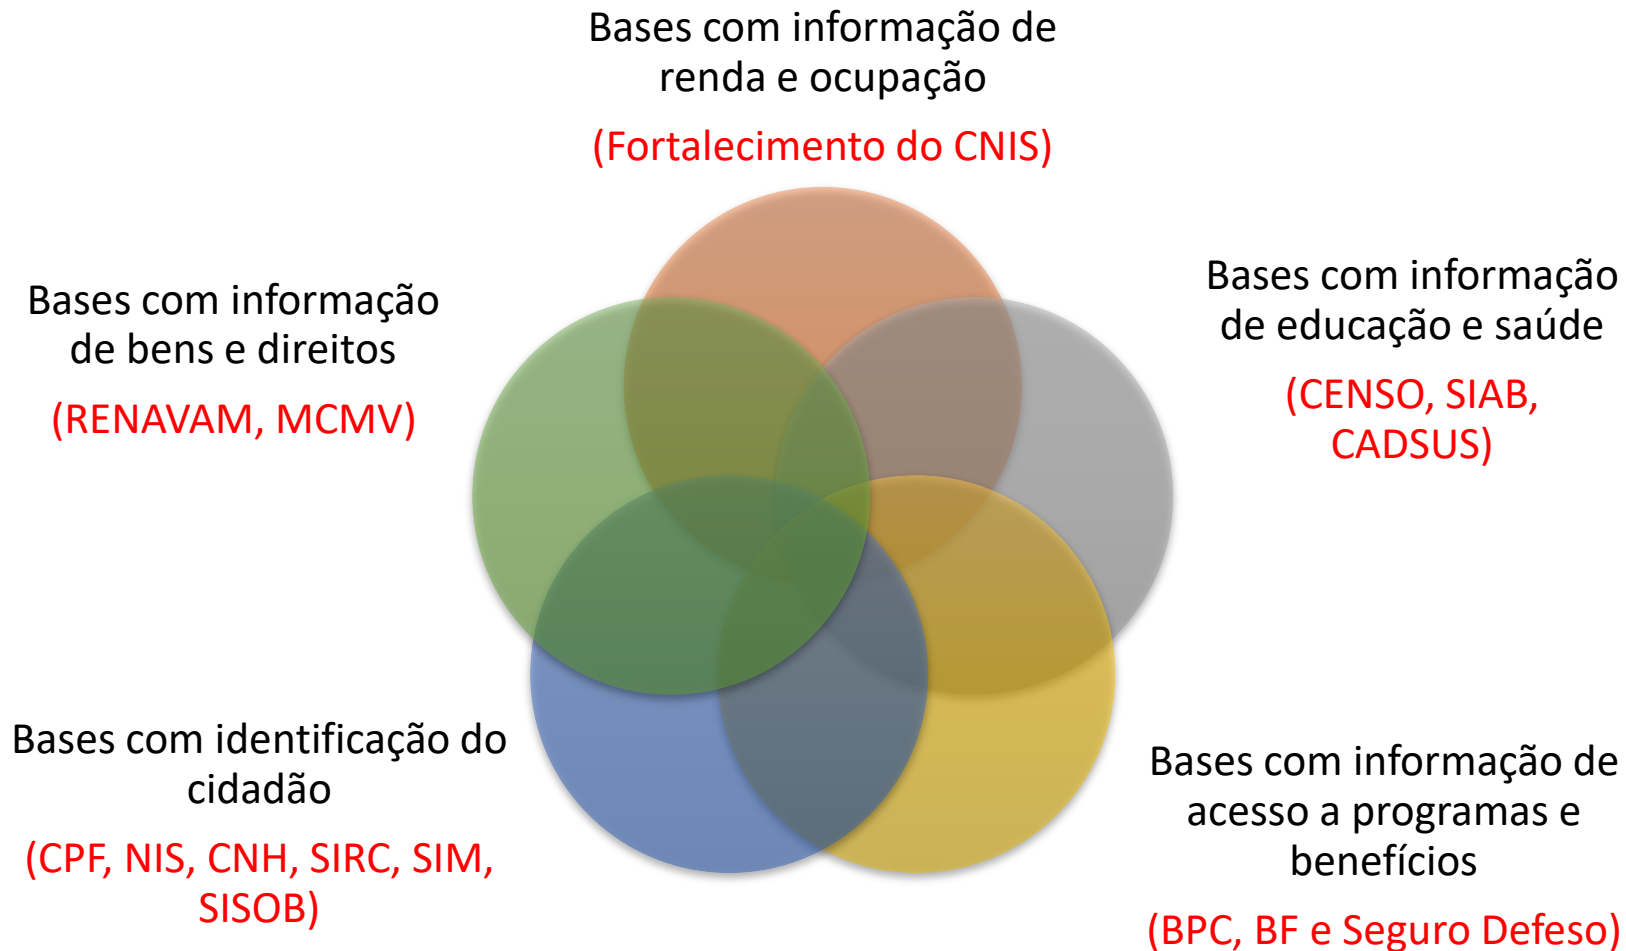 Bases com informação de
renda e ocupação
(Fortalecimento do CNIS)
Bases com informação
de bens e direitos
(RENAVAM, MCMV)
Bases com informação
de educação e saúde
(CENSO, SIAB,
CADSUS)
Bases com identificação do
cidadão
(CPF, NIS, CNH, SIRC, SIM,
SISOB)
Bases com informação de
acesso a programas e
benefícios
(BPC, BF e Seguro Defeso)